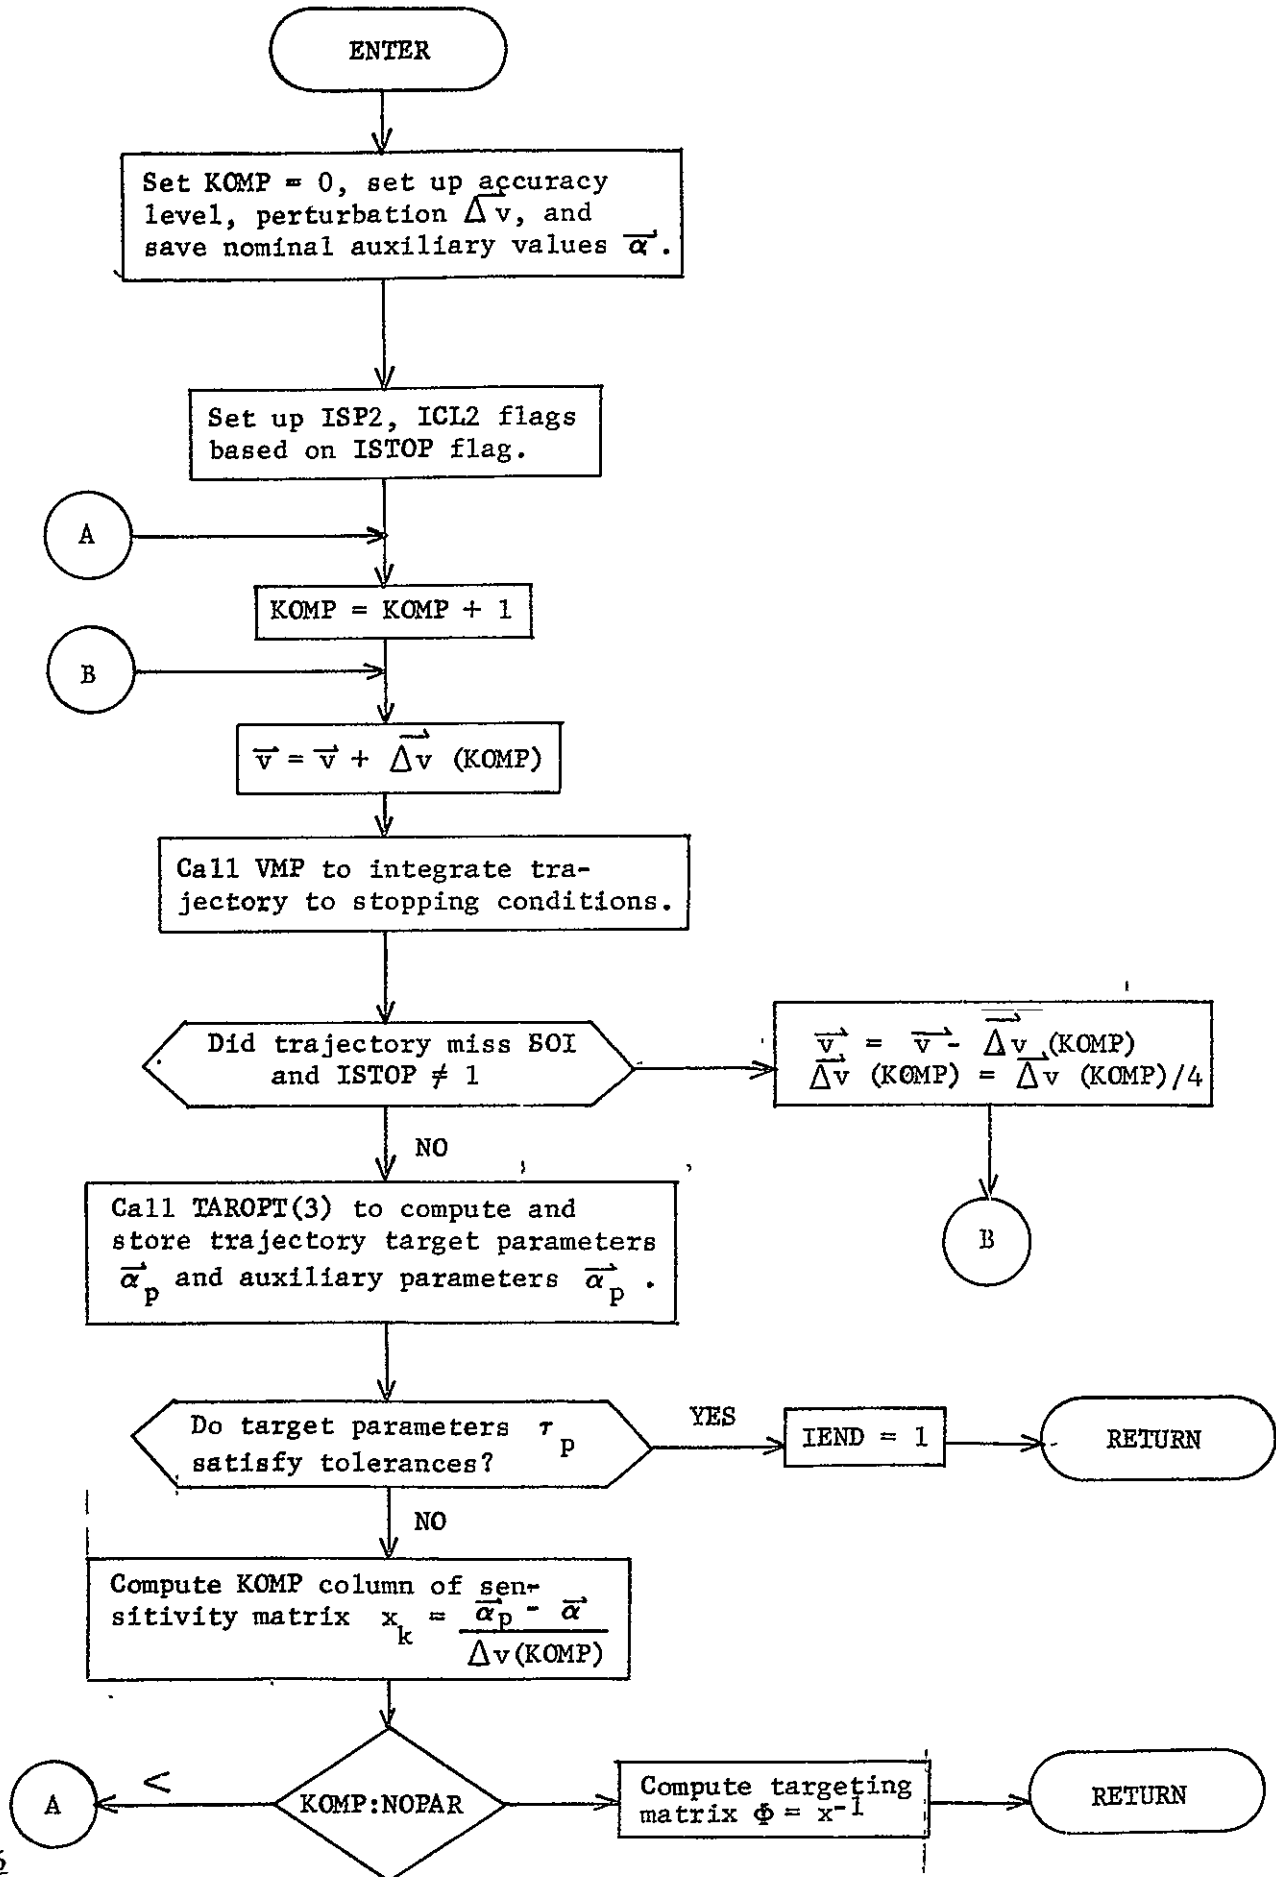 ENTER
Set KOMP = 0, set up accuracy
level, perturbation Δv⃗, and
save nominal auxiliary values α⃗.
Set up ISP2, ICL2 flags
based on ISTOP flag.
A
KOMP = KOMP + 1
B
v⃗ = v⃗ + Δv⃗ (KOMP)
Call VMP to integrate tra-
jectory to stopping conditions.
Did trajectory miss SOI
and ISTOP ≠ 1
v⃗ = v⃗ - Δv⃗ (KOMP)
Δv⃗ (KOMP) = Δv⃗ (KOMP)/4
NO
B
Call TAROPT(3) to compute and
store trajectory target parameters
α⃗p and auxiliary parameters α⃗p.
Do target parameters τp
satisfy tolerances?
YES
IEND = 1
RETURN
NO
Compute KOMP column of sen-
sitivity matrix xk = α⃗p - α⃗
Δv(KOMP)
A
<
KOMP:NOPAR
Compute targeting
matrix Φ = x⁻¹
RETURN